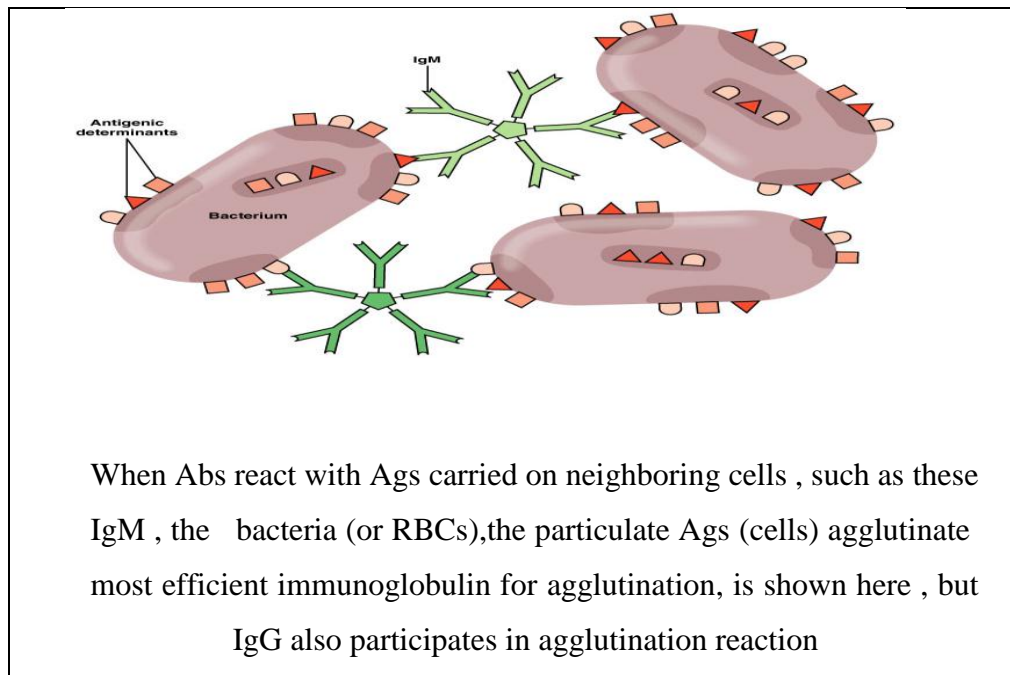 IgM
Antigenic
determinants
Bacterium
When Abs react with Ags carried on neighboring cells , such as these
IgM , the bacteria (or RBCs),the particulate Ags (cells) agglutinate
most efficient immunoglobulin for agglutination, is shown here , but
IgG also participates in agglutination reaction